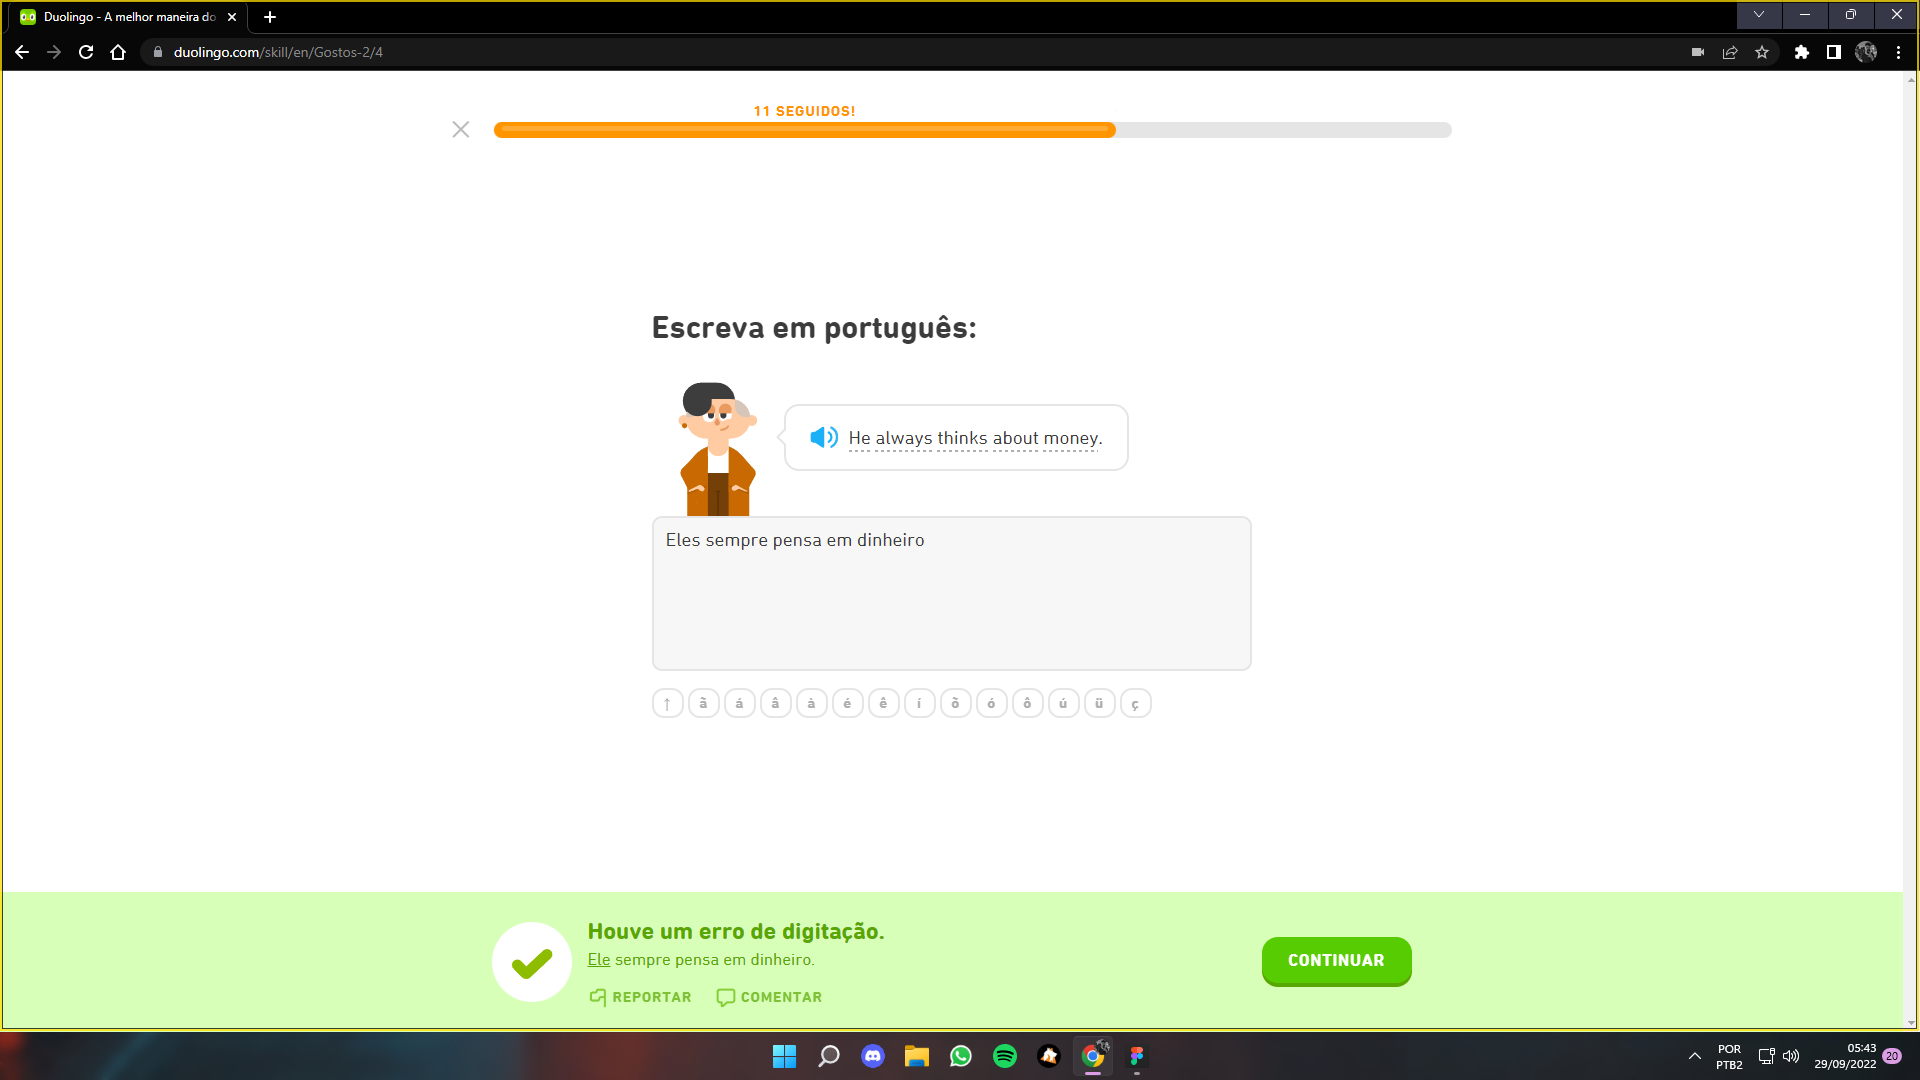 Duolingo - A melhor maneira do
duolingo.com/skill/en/Gostos-2/4
11 SEGUIDOS!
Escreva em português:
He always thinks about money.
Eles sempre pensa em dinheiro
↑ ã á â à é ê í õ ó ô ú ü ç
Houve um erro de digitação.
Ele sempre pensa em dinheiro.
CONTINUAR
REPORTAR COMENTAR
POR
PTB2
05:43
29/09/2022
20